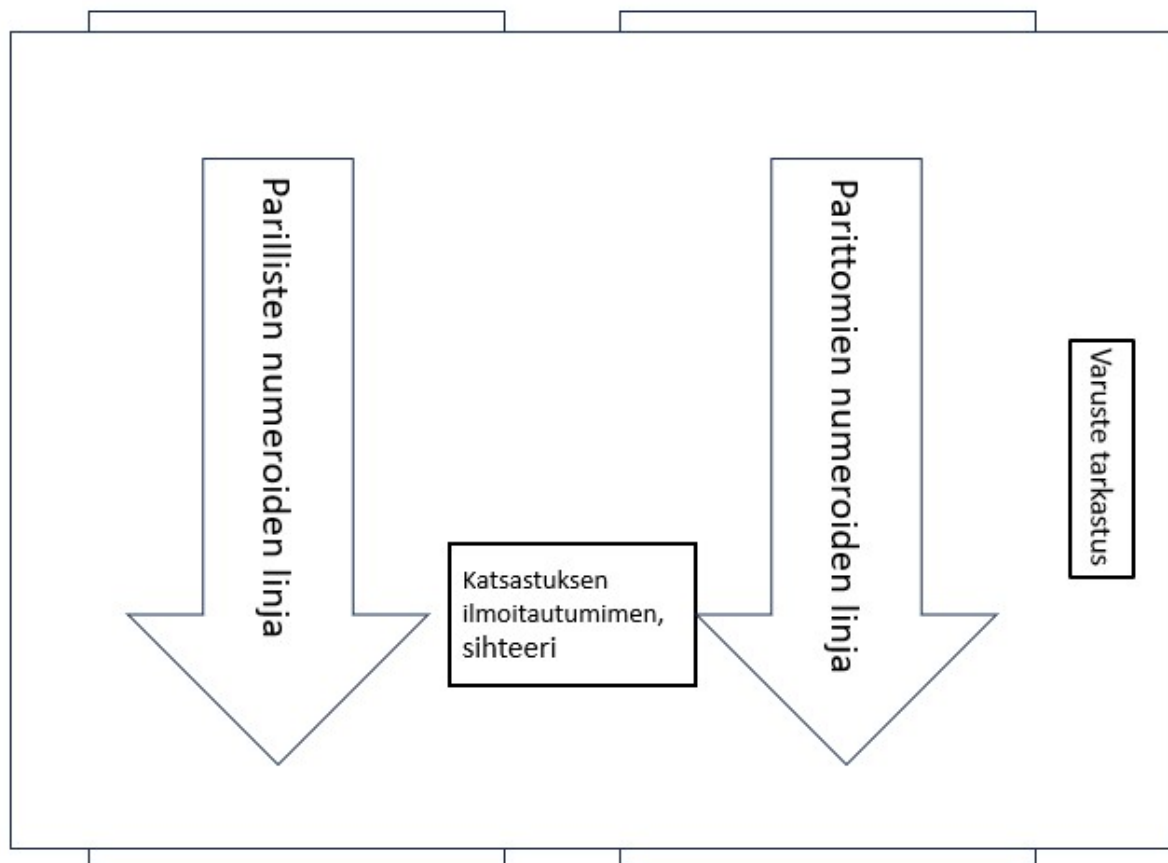 Parillisten numeroiden linja
Parittomien numeroiden linja
Varuste tarkastus
Katsastuksen
ilmoitautumimen,
sihteeri